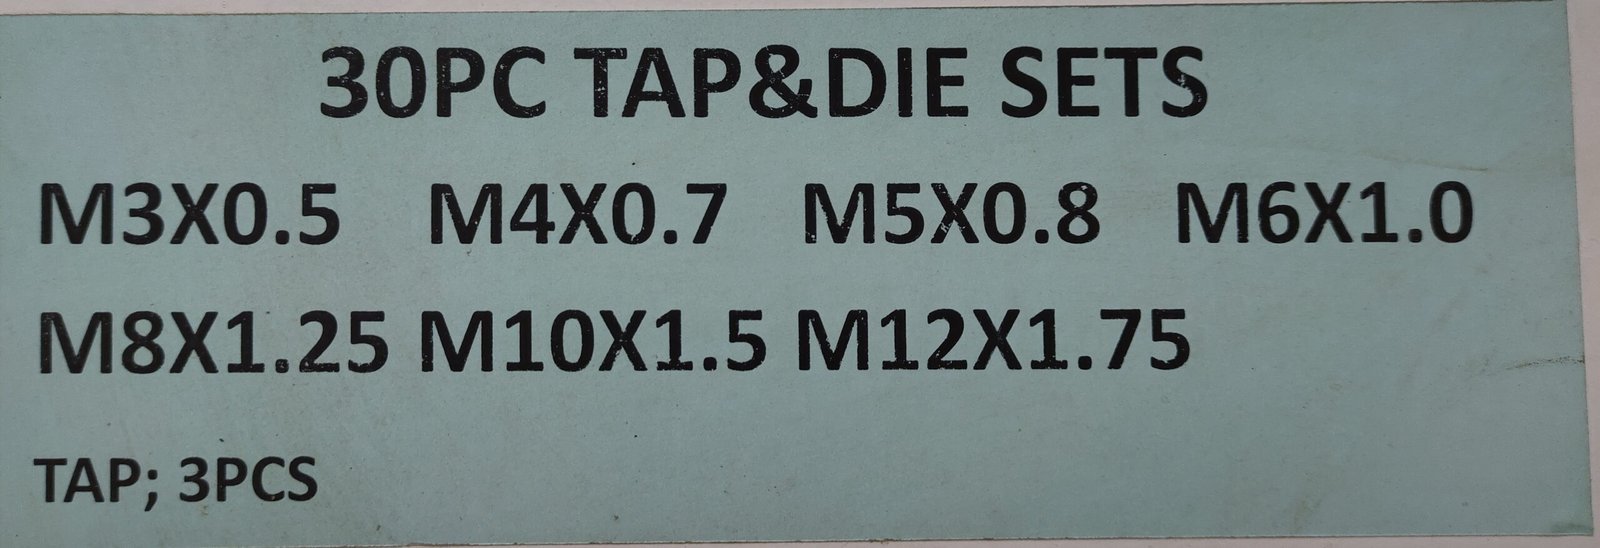 30PC TAP&DIE SETS
M3X0.5 M4X0.7 M5X0.8 M6X1.0
M8X1.25 M10X1.5 M12X1.75
TAP; 3PCS